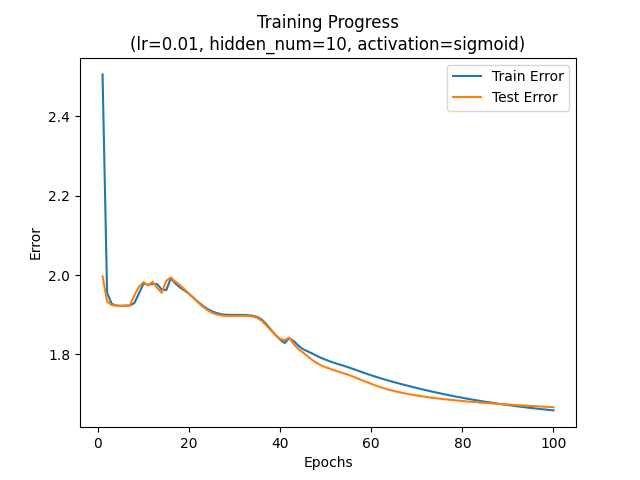 Training Progress
(lr=0.01, hidden_num=10, activation=sigmoid)
Train Error
Test Error
2.4
2.2
2.0
1.8
Error
0 20 40 60 80 100
Epochs